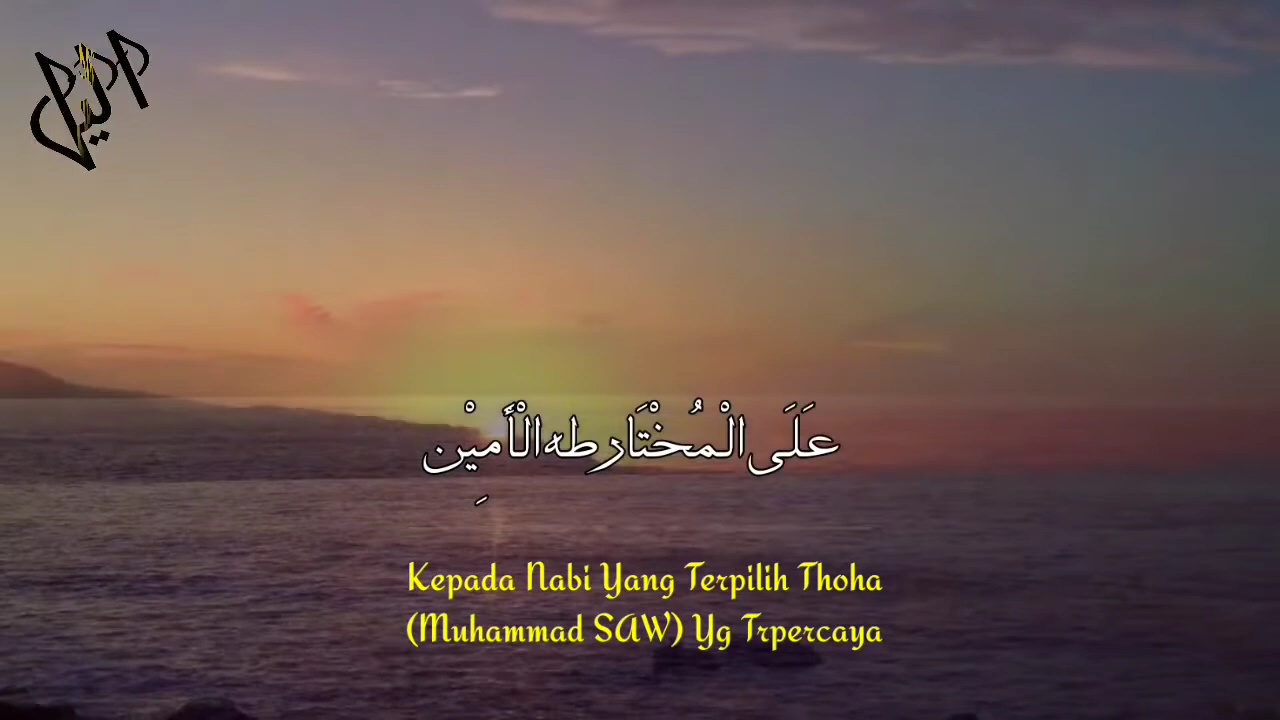 عَلَى الْمُخْتَار طه الْأَمِيْن
Kepada Nabi Yang Terpilih Thoha
(Muhammad SAW) Yg Trpercaya